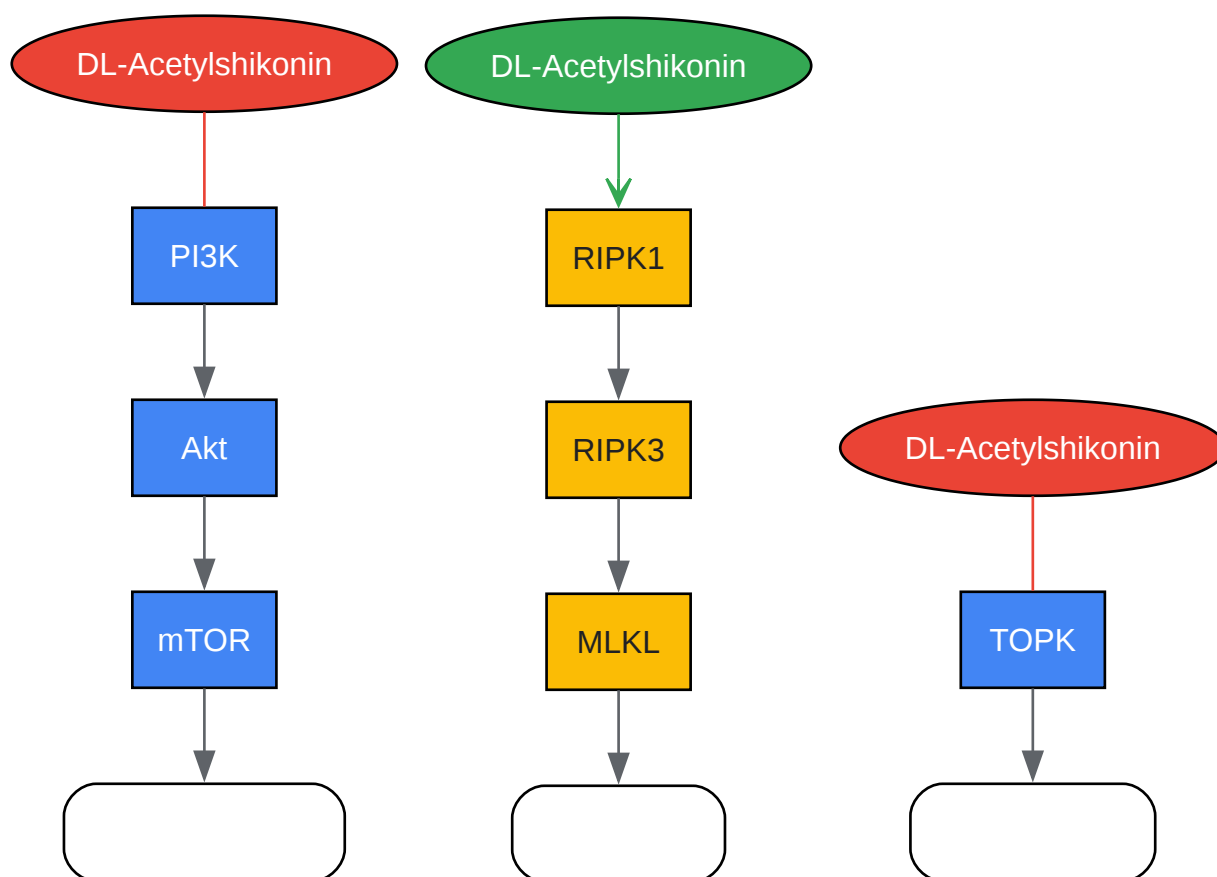 DL-Acetylshikonin
DL-Acetylshikonin
PI3K
RIPK1
Akt
RIPK3
DL-Acetylshikonin
mTOR
MLKL
TOPK